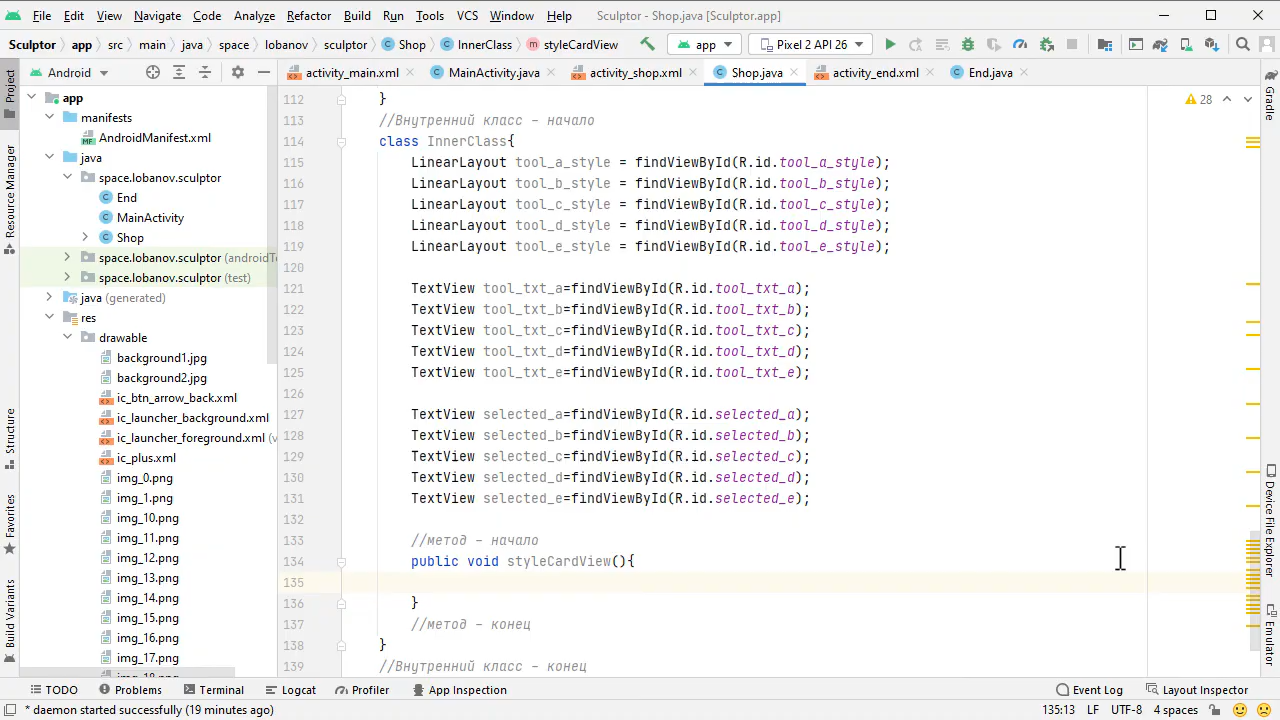 File Edit View Navigate Code Analyze Refactor Build Run Tools VCS Window Help Sculptor - Shop.java [Sculptor.app]
Sculptor app src main java space lobanov sculptor Shop InnerClass styleCardView app Pixel 2 API 26
Android activity_main.xml MainActivity.java activity_shop.xml Shop.java activity_end.xml End.java
Project
Resource Manager
Structure
Favorites
Build Variants
app
manifests
AndroidManifest.xml
java
space.lobanov.sculptor
End
MainActivity
Shop
space.lobanov.sculptor (androidTe
space.lobanov.sculptor (test)
java (generated)
res
drawable
background1.jpg
background2.jpg
ic_btn_arrow_back.xml
ic_launcher_background.xml
ic_launcher_foreground.xml (v
ic_plus.xml
img_0.png
img_1.png
img_10.png
img_11.png
img_12.png
img_13.png
img_14.png
img_15.png
img_16.png
img_17.png
img_18.png
28
112 }
113 //Внутренний класс – начало
114 class InnerClass{
115 LinearLayout tool_a_style = findViewById(R.id.tool_a_style);
116 LinearLayout tool_b_style = findViewById(R.id.tool_b_style);
117 LinearLayout tool_c_style = findViewById(R.id.tool_c_style);
118 LinearLayout tool_d_style = findViewById(R.id.tool_d_style);
119 LinearLayout tool_e_style = findViewById(R.id.tool_e_style);
120
121 TextView tool_txt_a=findViewById(R.id.tool_txt_a);
122 TextView tool_txt_b=findViewById(R.id.tool_txt_b);
123 TextView tool_txt_c=findViewById(R.id.tool_txt_c);
124 TextView tool_txt_d=findViewById(R.id.tool_txt_d);
125 TextView tool_txt_e=findViewById(R.id.tool_txt_e);
126
127 TextView selected_a=findViewById(R.id.selected_a);
128 TextView selected_b=findViewById(R.id.selected_b);
129 TextView selected_c=findViewById(R.id.selected_c);
130 TextView selected_d=findViewById(R.id.selected_d);
131 TextView selected_e=findViewById(R.id.selected_e);
132
133 //метод – начало
134 public void styleCardView(){
135
136 }
137 //метод – конец
138 }
139 //Внутренний класс – конец
Gradle
Device File Explorer
Emulator
TODO Problems Terminal Logcat Profiler App Inspection Event Log Layout Inspector
* daemon started successfully (19 minutes ago) 135:13 LF UTF-8 4 spaces